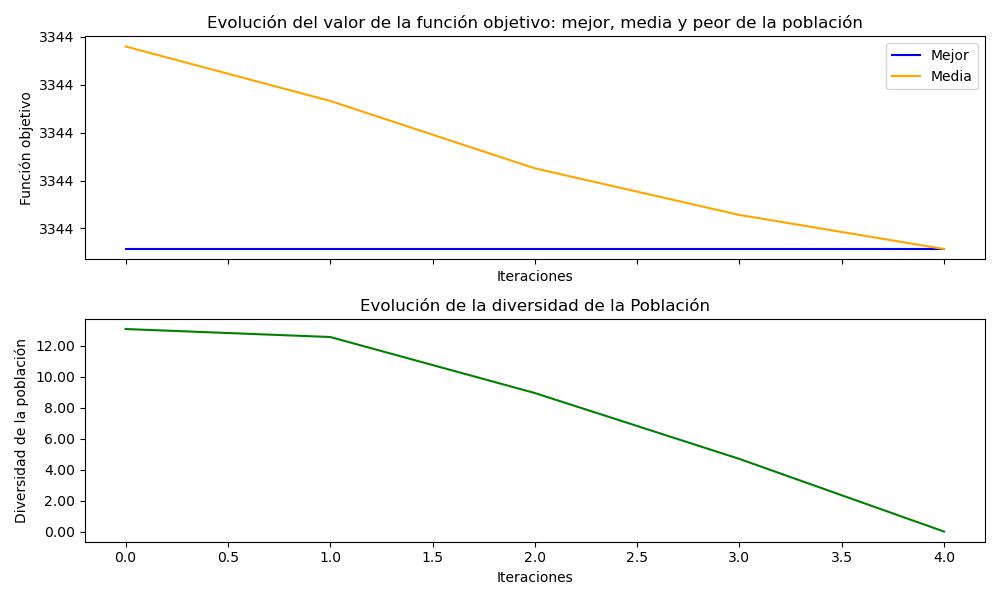 Evolución del valor de la función objetivo: mejor, media y peor de la población
3344
3344
3344
3344
3344
Función objetivo
Mejor
Media
Iteraciones
Evolución de la diversidad de la Población
12.00
10.00
8.00
6.00
4.00
2.00
0.00
Diversidad de la población
0.0 0.5 1.0 1.5 2.0 2.5 3.0 3.5 4.0
Iteraciones